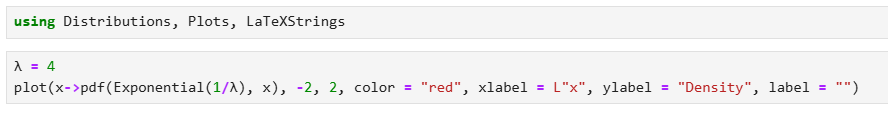 using Distributions, Plots, LaTeXStrings
λ = 4
plot(x->pdf(Exponential(1/λ), x), -2, 2, color = "red", xlabel = L"x", ylabel = "Density", label = "")